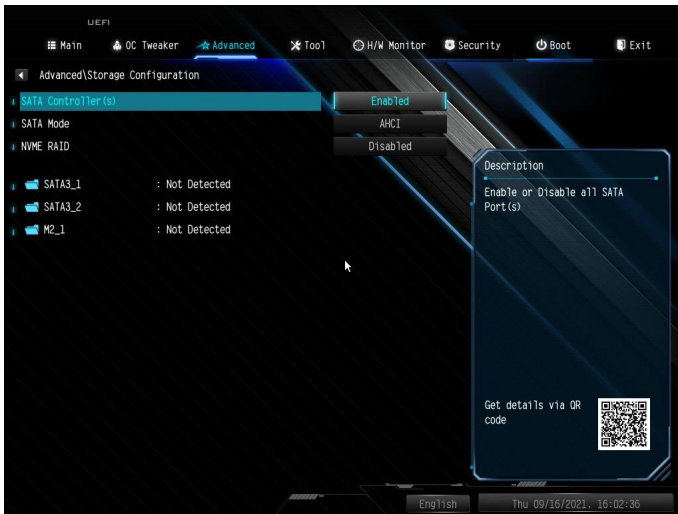 UEFI
Main OC Tweaker Advanced Tool H/W Monitor Security Boot Exit
Advanced\Storage Configuration
SATA Controller(s) Enabled
SATA Mode AHCI
NVME RAID Disabled
SATA3_1 : Not Detected
SATA3_2 : Not Detected
M2_1 : Not Detected
Description
Enable or Disable all SATA
Port(s)
Get details via QR
code
English Thu 09/16/2021. 16:02:36